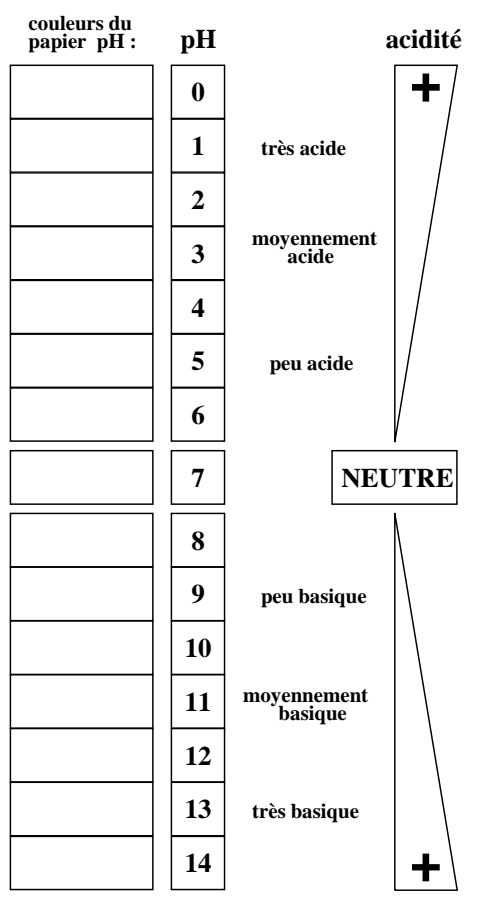 couleurs du
papier pH :
pH
acidité
0
+
1
très acide
2
moyennement
acide
3
4
5
peu acide
6
7
NEUTRE
8
9
peu basique
10
11
moyennement
basique
12
13
très basique
14
+